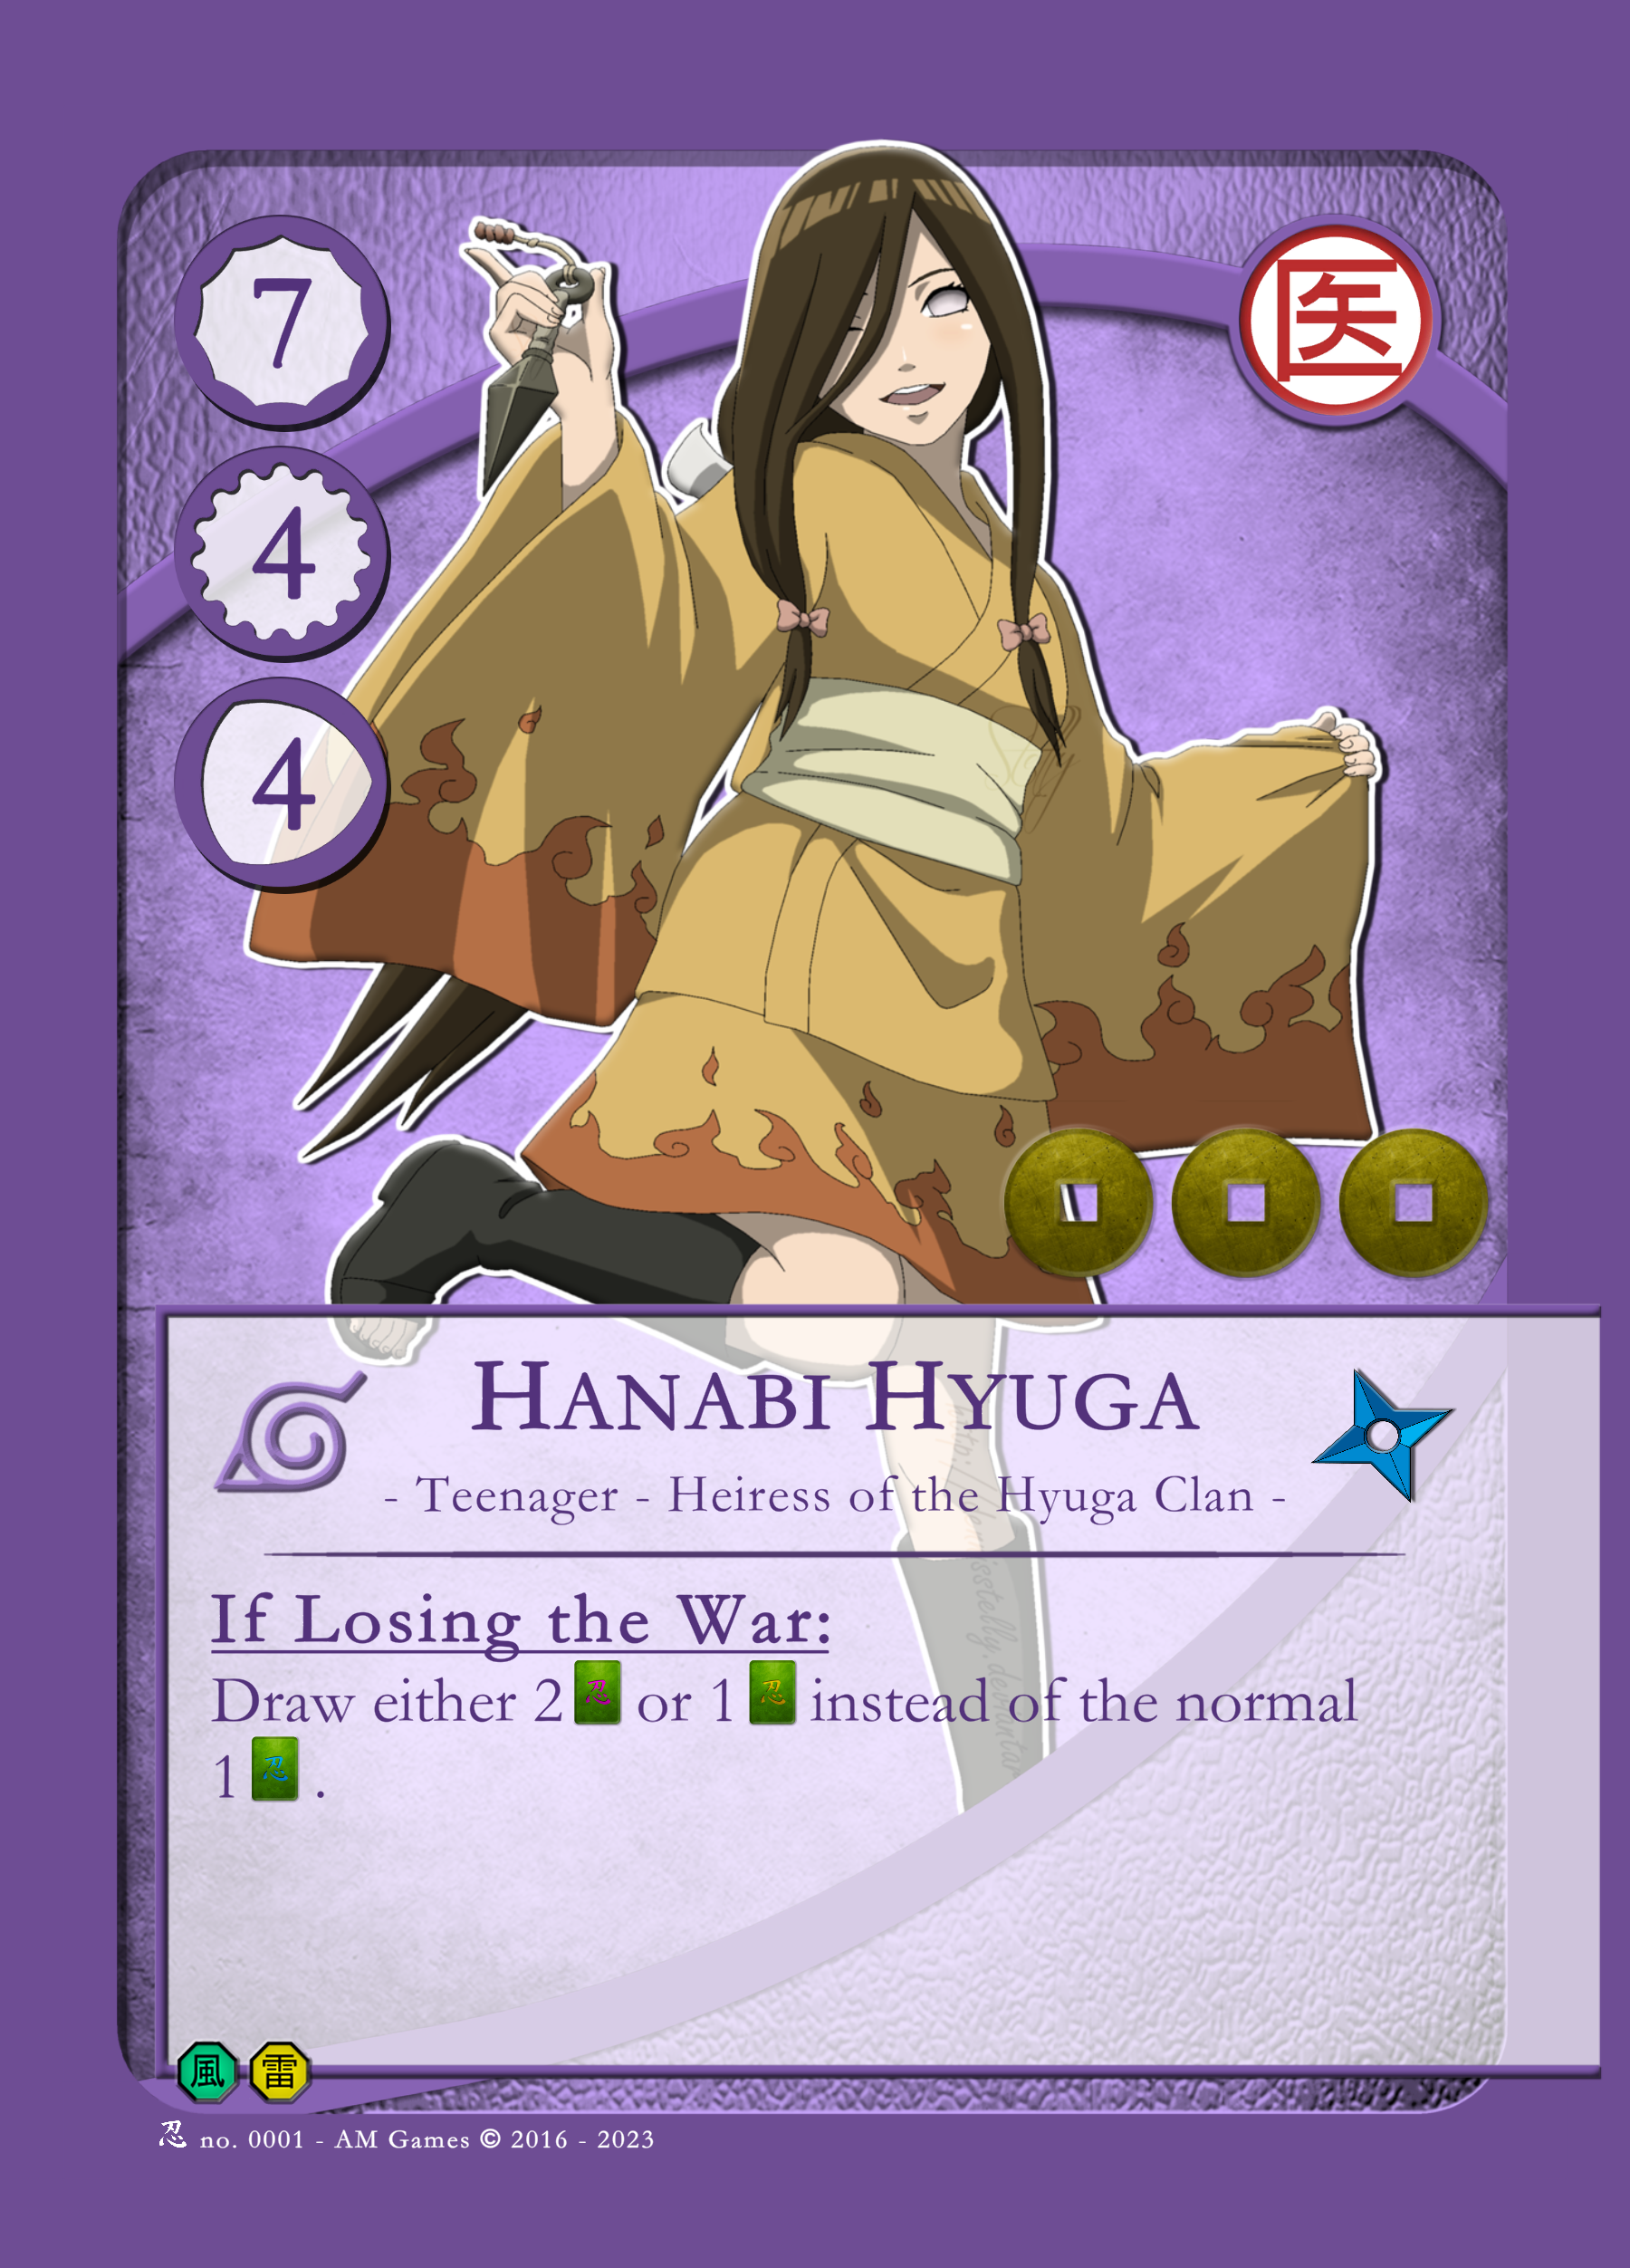 7
医
4
4
HANABI HYUGA
- Teenager - Heiress of the Hyuga Clan -
If Losing the War:
Draw either 2 忍 or 1 忍 instead of the normal
1 忍 .
風 雷
忍 no. 0001 - AM Games © 2016 - 2023